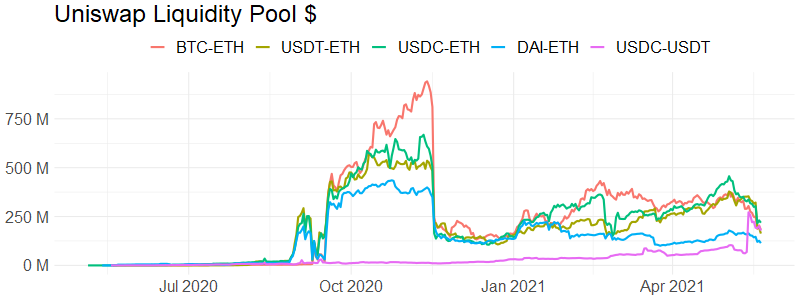 Uniswap Liquidity Pool $
BTC-ETH USDT-ETH USDC-ETH DAI-ETH USDC-USDT
750 M
500 M
250 M
0 M
Jul 2020 Oct 2020 Jan 2021 Apr 2021